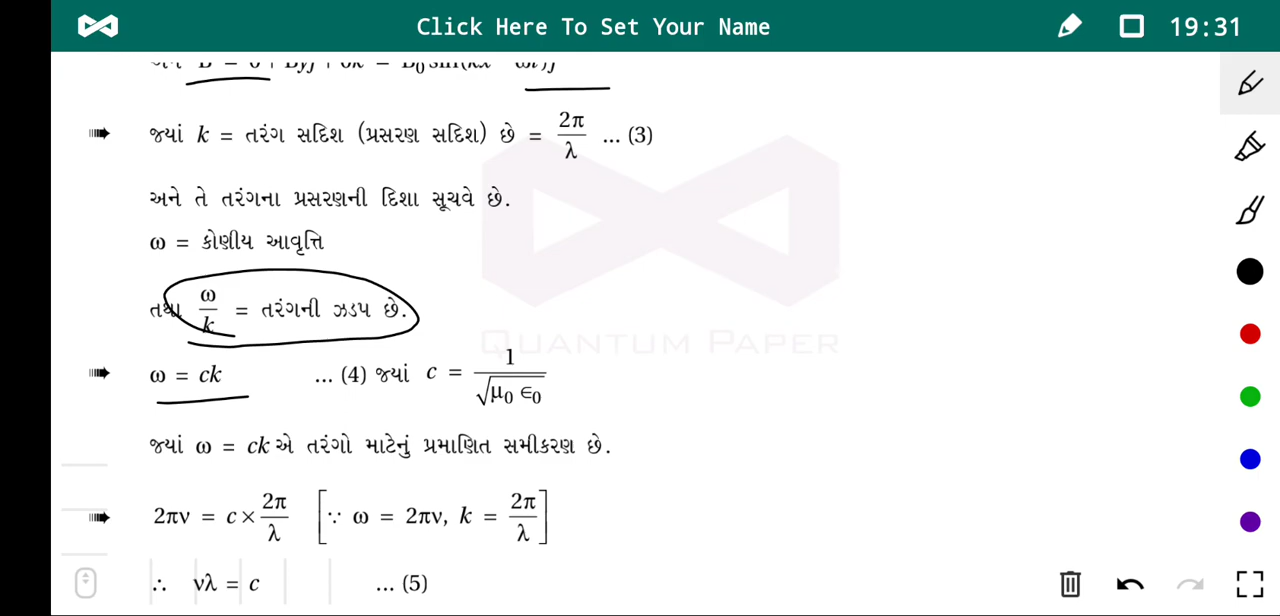 Click Here To Set Your Name
19:31
જ્યાં k = તરંગ સદિશ (પ્રસરણ સદિશ) છે = 2π/λ ... (3)
અને તે તરંગના પ્રસરણની દિશા સૂચવે છે.
ω = કોણીય આવૃત્તિ
તથા ω/k = તરંગની ઝડપ છે.
QUANTUM PAPER
ω = ck ... (4) જ્યાં c = 1/√μ₀ ∈₀
જ્યાં ω = ck એ તરંગો માટેનું પ્રમાણિત સમીકરણ છે.
2πν = c × 2π/λ [∵ ω = 2πν, k = 2π/λ]
∴ νλ = c ... (5)